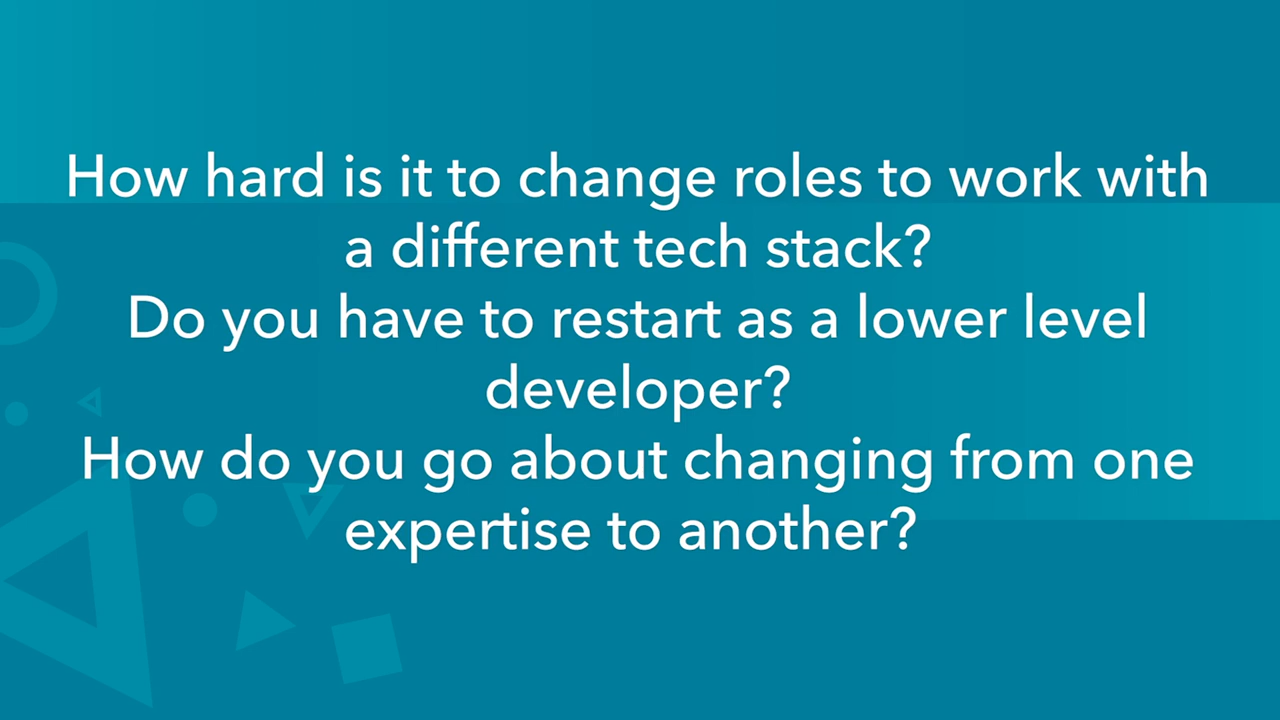 How hard is it to change roles to work with
a different tech stack?
Do you have to restart as a lower level
developer?
How do you go about changing from one
expertise to another?